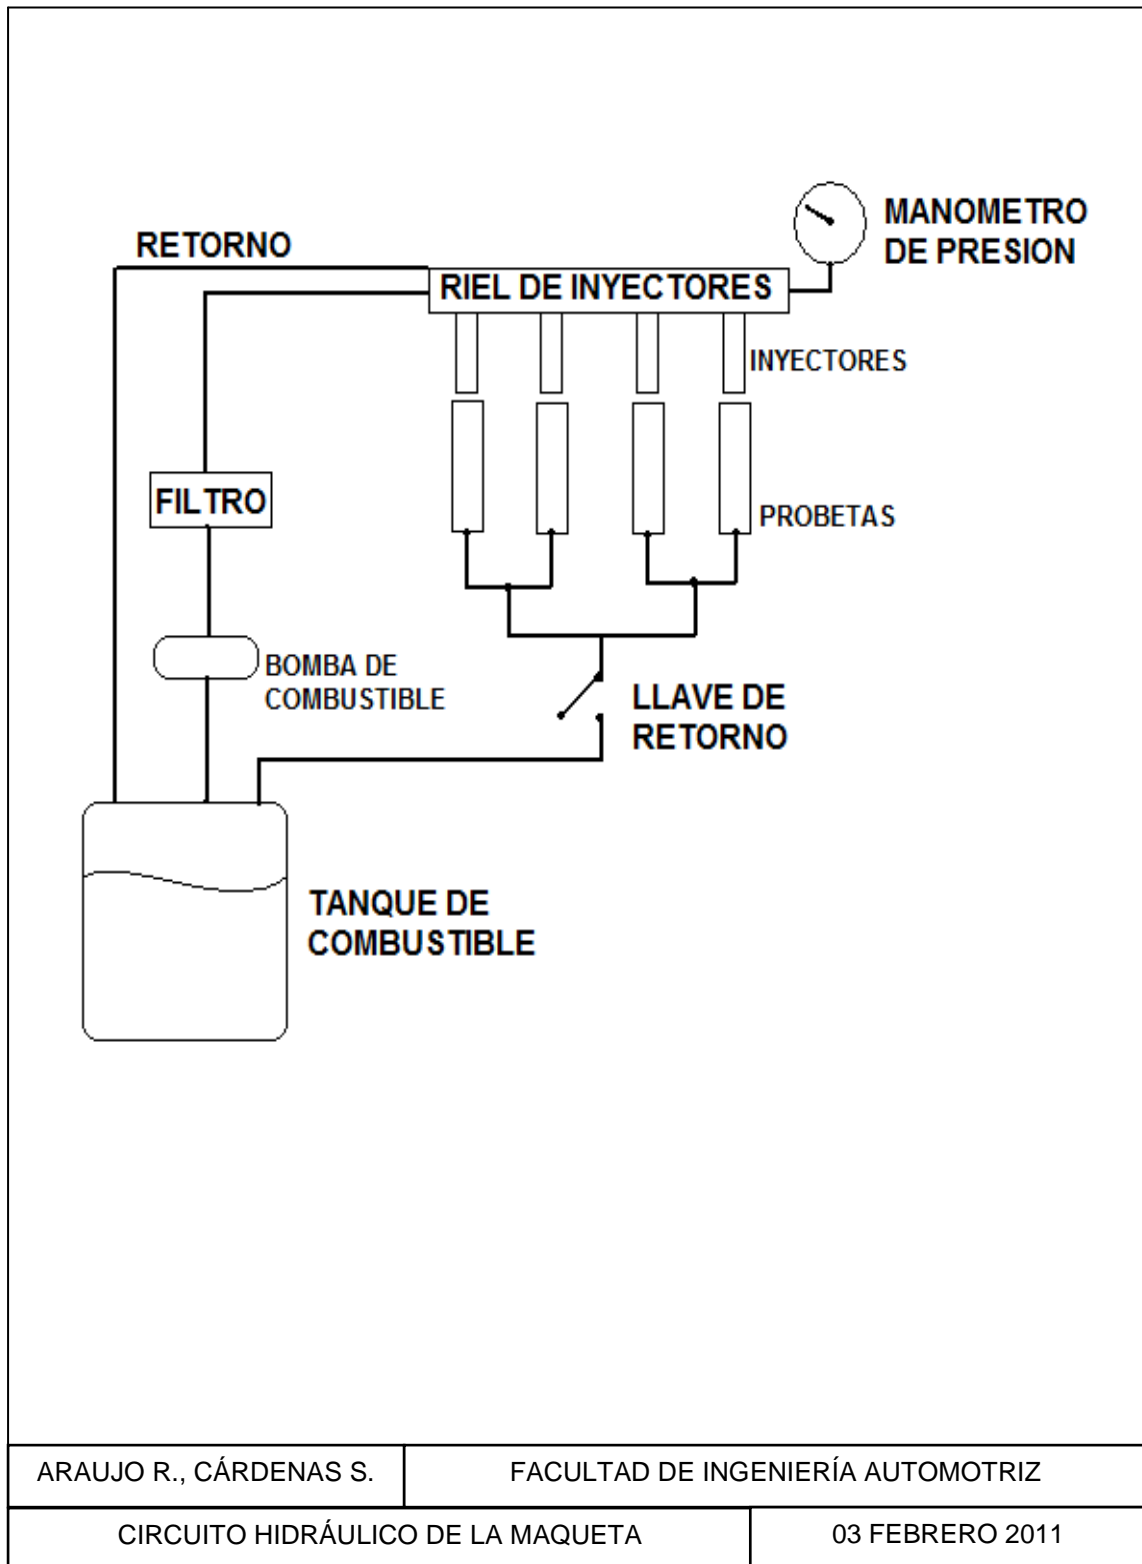 RETORNO
MANOMETRO
DE PRESION
RIEL DE INYECTORES
INYECTORES
FILTRO
PROBETAS
BOMBA DE
COMBUSTIBLE
LLAVE DE
RETORNO
TANQUE DE
COMBUSTIBLE
ARAUJO R., CÁRDENAS S.
FACULTAD DE INGENIERÍA AUTOMOTRIZ
CIRCUITO HIDRÁULICO DE LA MAQUETA
03 FEBRERO 2011